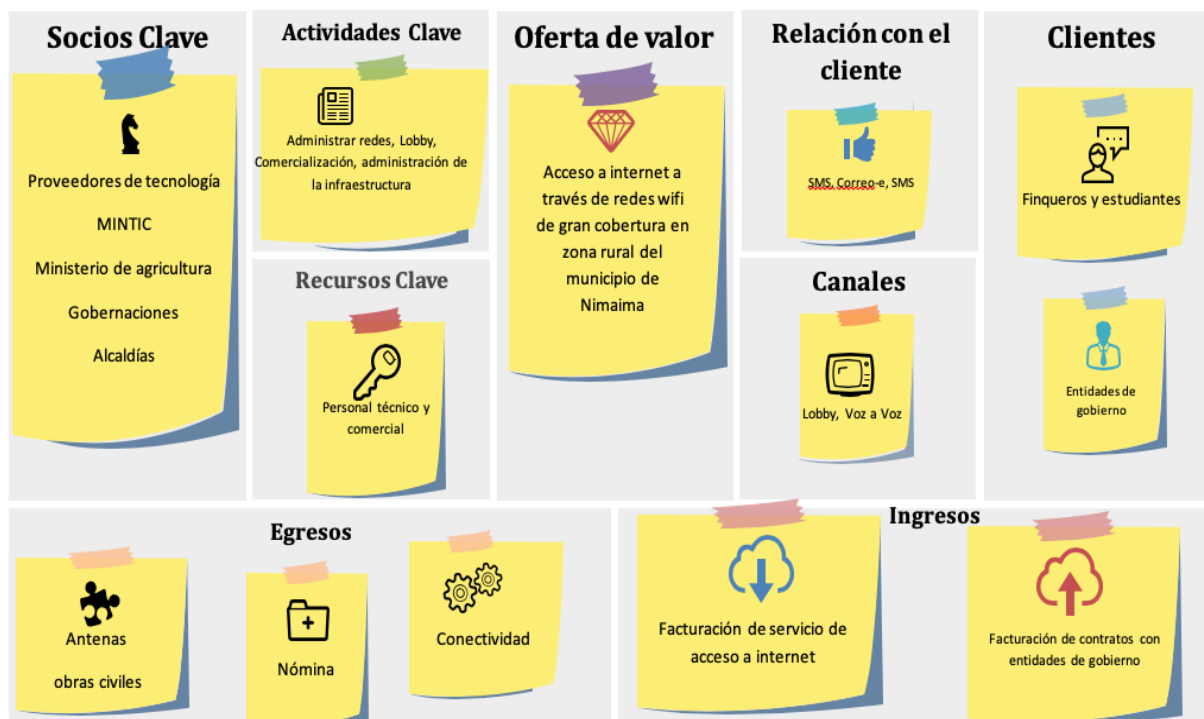 Socios Clave
Proveedores de tecnología
MINTIC
Ministerio de agricultura
Gobernaciones
Alcaldías
Actividades Clave
Administrar redes, Lobby,
Comercialización, administración de
la infraestructura
Recursos Clave
Personal técnico y
comercial
Oferta de valor
Acceso a internet a
través de redes wifi
de gran cobertura en
zona rural del
municipio de
Nimaima
Relación con el
cliente
SMS, Correo-e, SMS
Canales
Lobby, Voz a Voz
Clientes
Finqueros y estudiantes
Entidades de
gobierno
Egresos
Antenas
obras civiles
Nómina
Conectividad
Ingresos
Facturación de servicio de
acceso a internet
Facturación de contratos con
entidades de gobierno